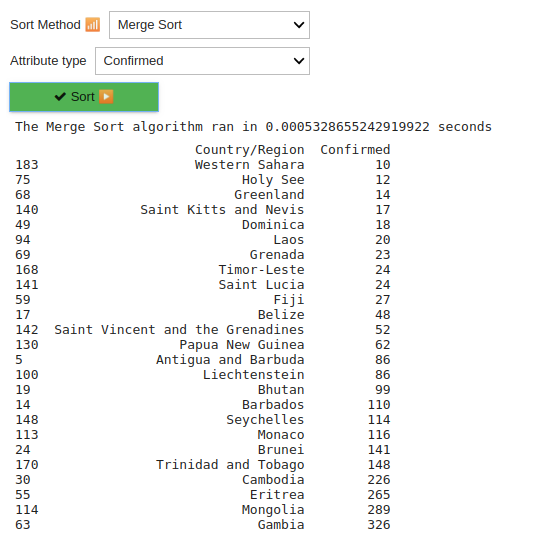 Sort Method 📶 Merge Sort
Attribute type Confirmed
✔ Sort ▶️
The Merge Sort algorithm ran in 0.0005328655242919922 seconds
Country/Region Confirmed
183 Western Sahara 10
75 Holy See 12
68 Greenland 14
140 Saint Kitts and Nevis 17
49 Dominica 18
94 Laos 20
69 Grenada 23
168 Timor-Leste 24
141 Saint Lucia 24
59 Fiji 27
17 Belize 48
142 Saint Vincent and the Grenadines 52
130 Papua New Guinea 62
5 Antigua and Barbuda 86
100 Liechtenstein 86
19 Bhutan 99
14 Barbados 110
148 Seychelles 114
113 Monaco 116
24 Brunei 141
170 Trinidad and Tobago 148
30 Cambodia 226
55 Eritrea 265
114 Mongolia 289
63 Gambia 326